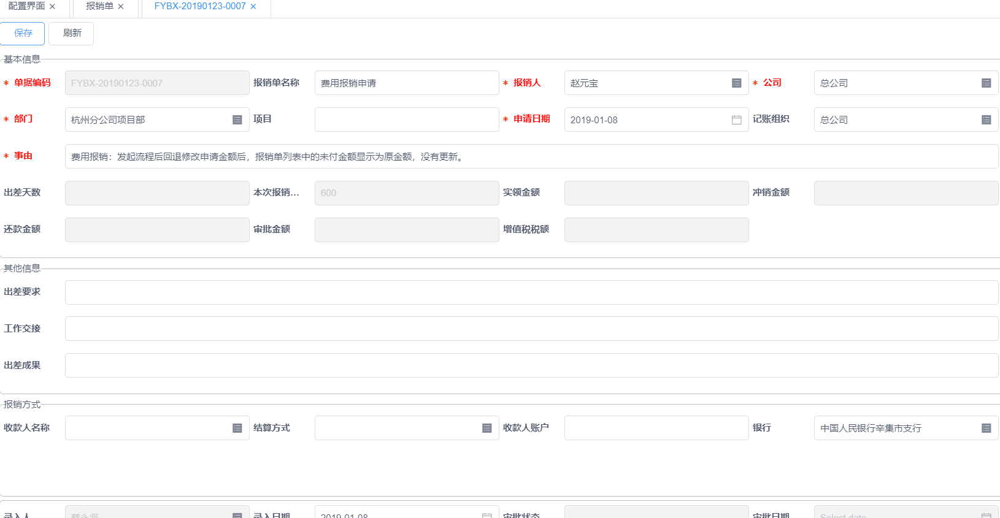 配置界面 × 报销单 × FYBX-20190123-0007 ×
保存 刷新
基本信息
* 单据编码 FYBX-20190123-0007 报销单名称 费用报销申请 * 报销人 赵元宝 * 公司 总公司
* 部门 杭州分公司项目部 项目 * 申请日期 2019-01-08 记账组织 总公司
* 事由 费用报销：发起流程后回退修改申请金额后，报销单列表中的未付金额显示为原金额，没有更新。
出差天数 本次报销... 600 实领金额 冲销金额
还款金额 审批金额 增值税税额
其他信息
出差要求
工作交接
出差成果
报销方式
收款人名称 结算方式 收款人账户 银行 中国人民银行辛集市支行
录入人 蔡永坚 录入日期 2019-01-08 审批状态 审批日期 Select date